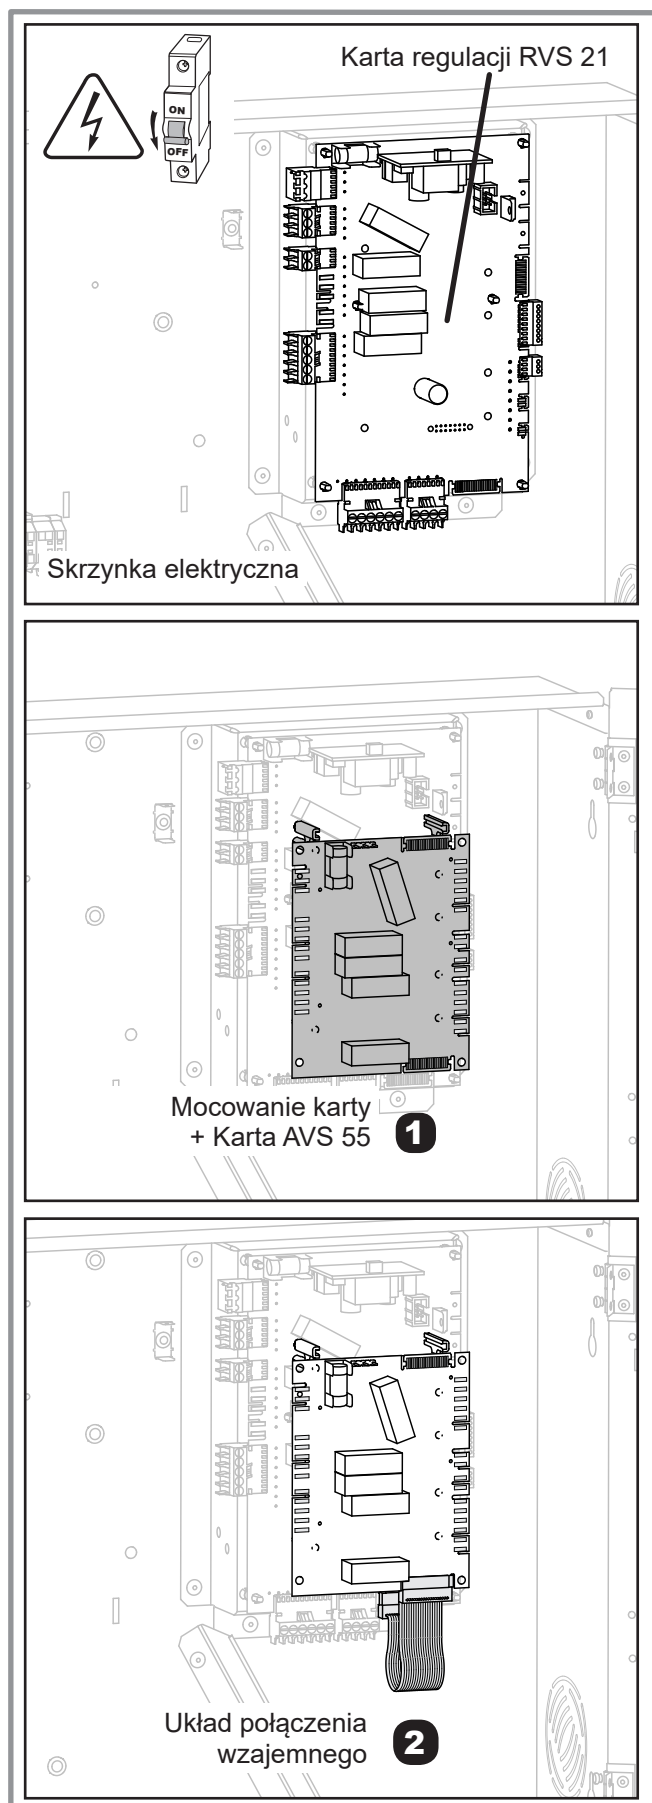 Karta regulacji RVS 21
ON
OFF
Skrzynka elektryczna
Mocowanie karty
+ Karta AVS 55
1
Układ połączenia
wzajemnego
2